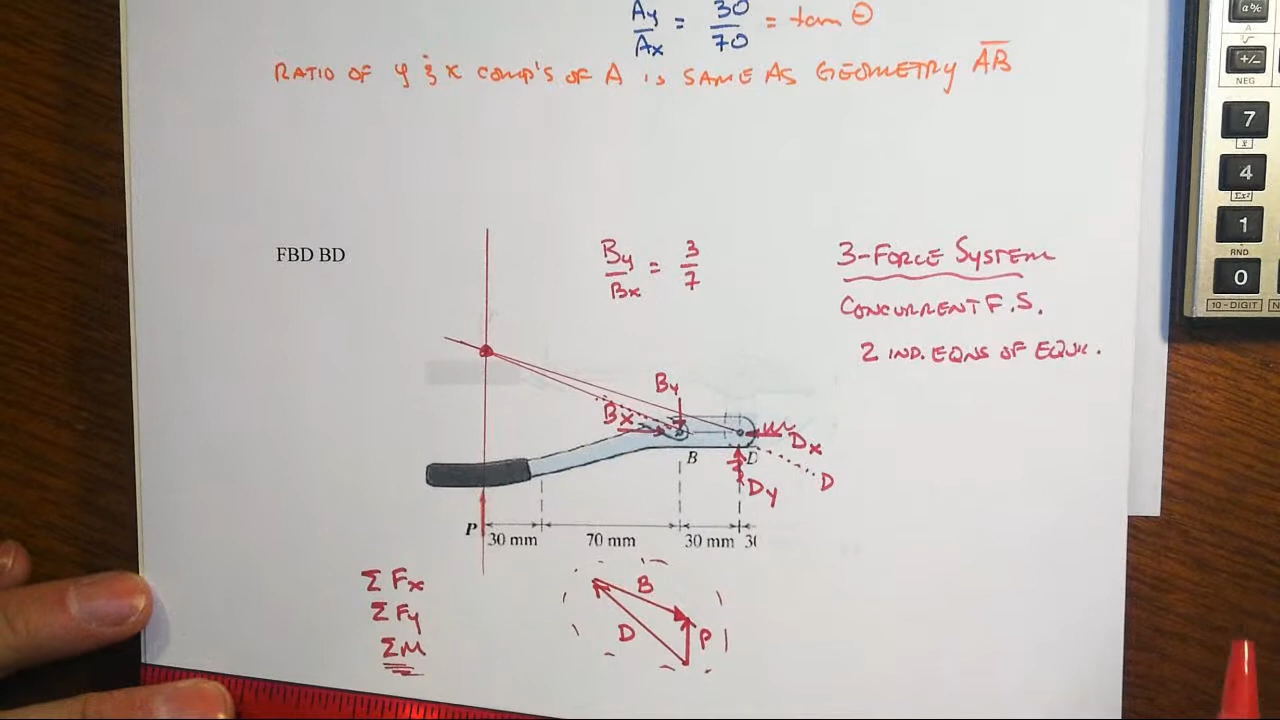 Ay/Ax = 30/70 = tan θ
RATIO OF y & x COMP'S OF A IS SAME AS GEOMETRY AB
FBD BD
By/Bx = 3/7
3-FORCE SYSTEM
CONCURRENT F.S.
2 IND. EQNS OF EQUIL.
By
Bx
Dx
B
D
D
Dy
P
30 mm
70 mm
30 mm
30
ΣFx
ΣFy
ΣM
B
D
P
α%
A
+/-
NEG
7
x̄
4
Σx²
1
RND
0
10-DIGIT